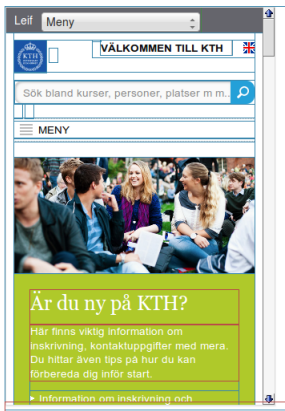 Leif Meny
KTH
VÄLKOMMEN TILL KTH
Sök bland kurser, personer, platser m m..
MENY
Är du ny på KTH?
Här finns viktig information om
inskrivning, kontaktuppgifter med mera.
Du hittar även tips på hur du kan
förbereda dig inför start.
Information om inskrivning och